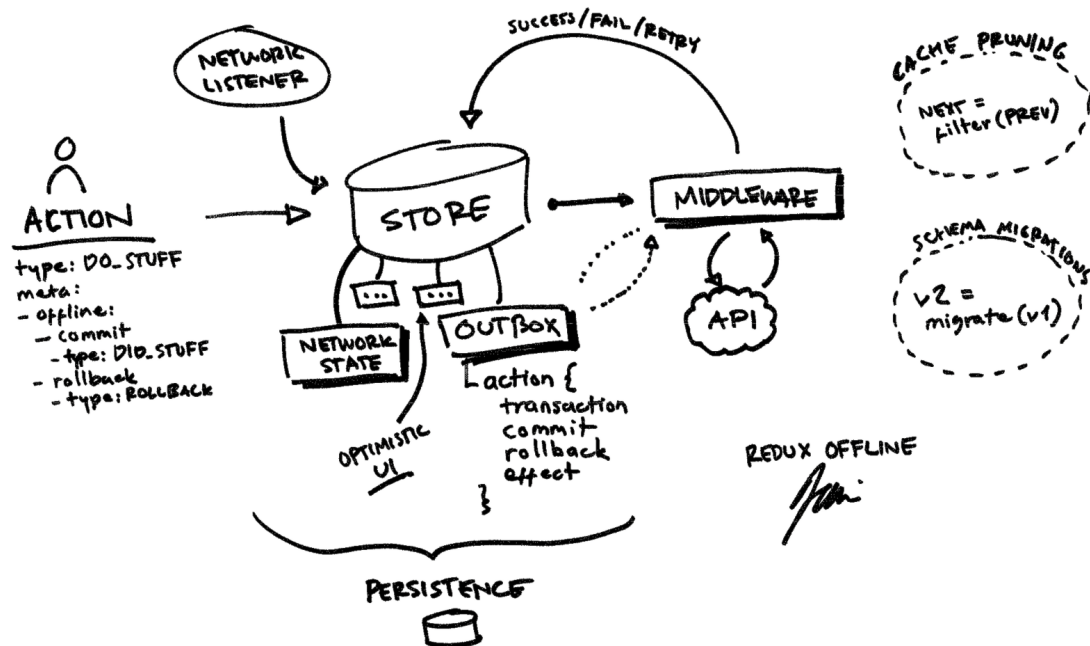 NETWORK
LISTENER
SUCCESS/FAIL/RETRY
CACHE PRUNING
NEXT =
filter(PREV)
ACTION
type: DO_STUFF
meta:
- offline:
- commit
- type: DID_STUFF
- rollback
- type: ROLLBACK
STORE
MIDDLEWARE
...
...
NETWORK
STATE
OUTBOX
action {
transaction
commit
rollback
effect
}
OPTIMISTIC
UI
API
SCHEMA MIGRATIONS
v2 =
migrate(v1)
REDUX OFFLINE
PERSISTENCE